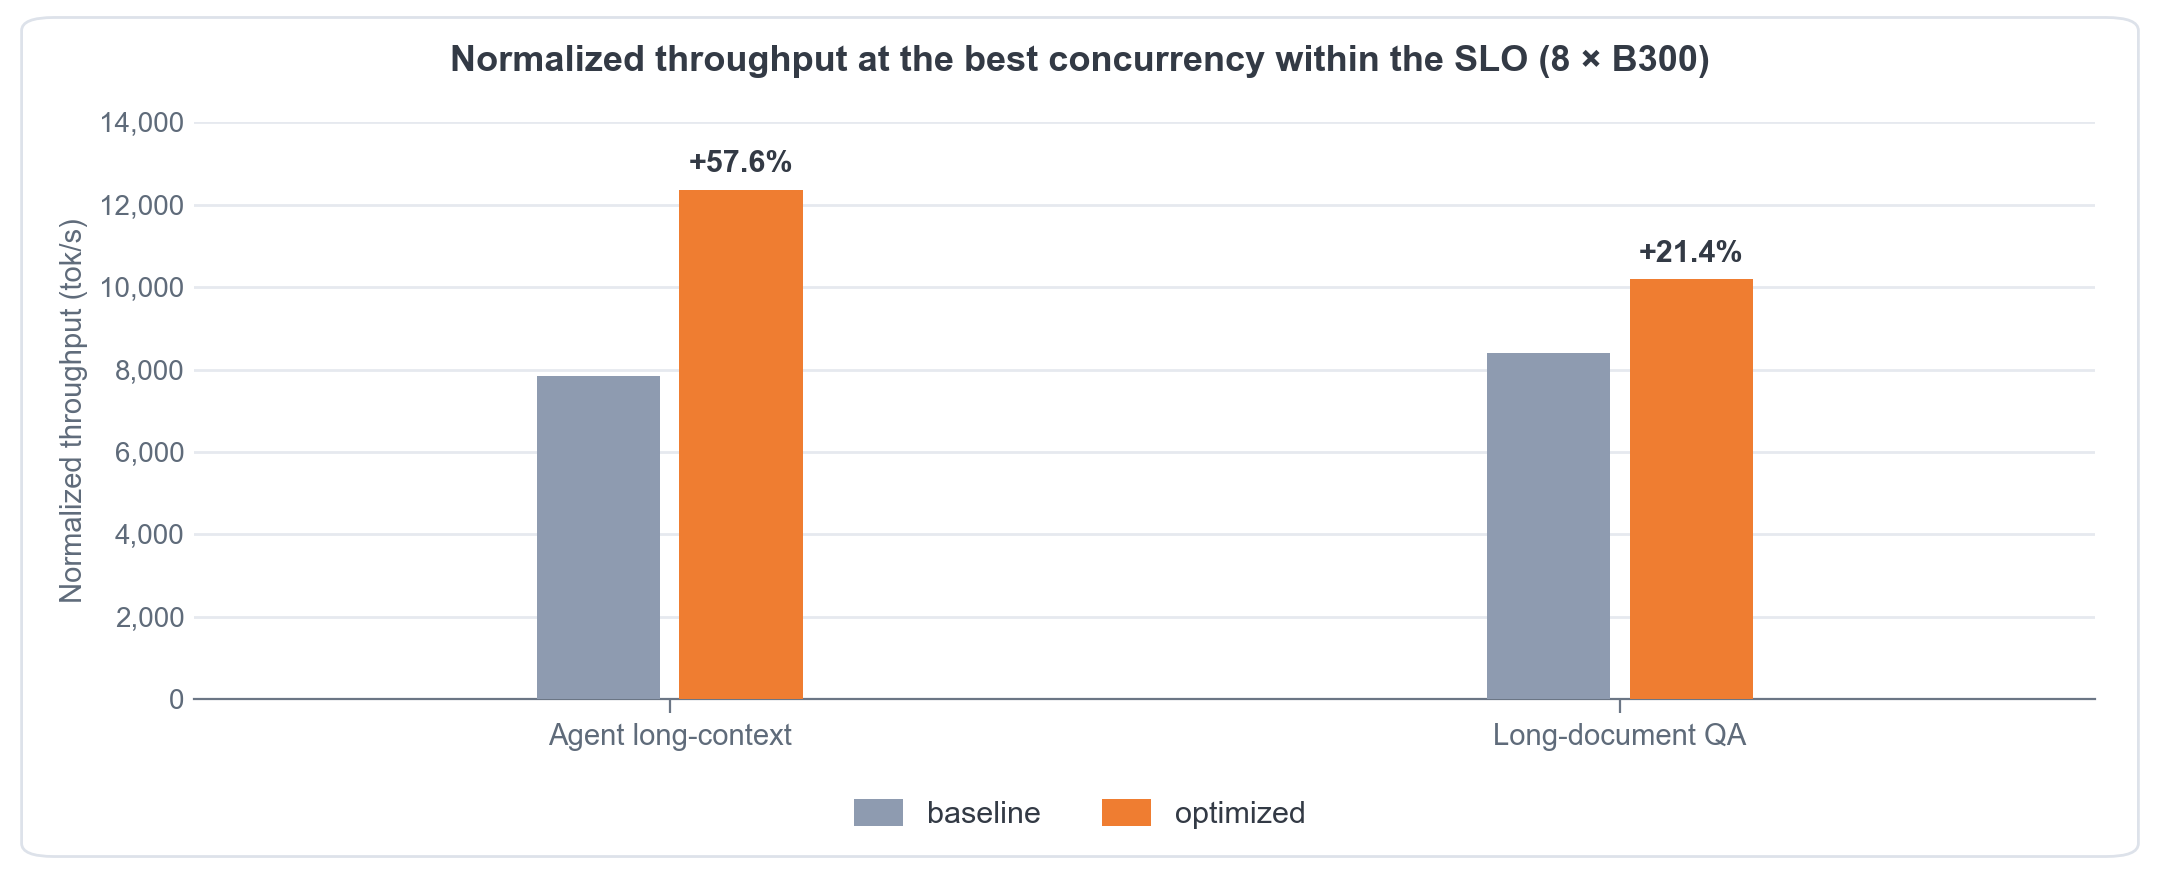 Normalized throughput at the best concurrency within the SLO (8 × B300)
Normalized throughput (tok/s)
14,000
12,000
10,000
8,000
6,000
4,000
2,000
0
+57.6%
+21.4%
Agent long-context
Long-document QA
baseline
optimized